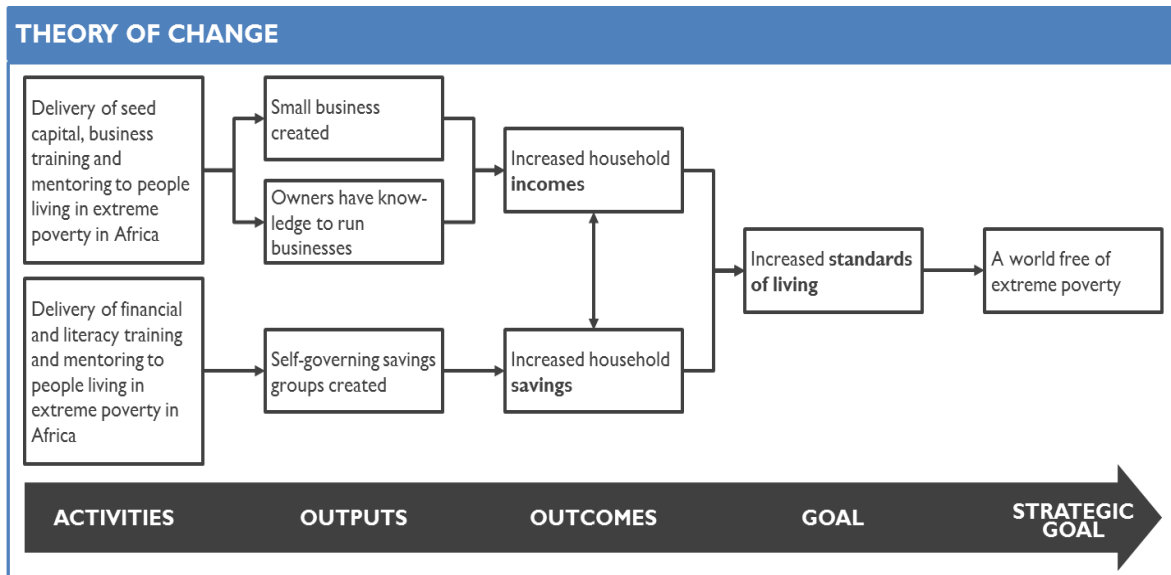 THEORY OF CHANGE
Delivery of seed
capital, business
training and
mentoring to people
living in extreme
poverty in Africa
Small business
created
Owners have know-
ledge to run
businesses
Increased household
incomes
Delivery of financial
and literacy training
and mentoring to
people living in
extreme poverty in
Africa
Self-governing savings
groups created
Increased household
savings
Increased standards
of living
A world free of
extreme poverty
ACTIVITIES
OUTPUTS
OUTCOMES
GOAL
STRATEGIC
GOAL